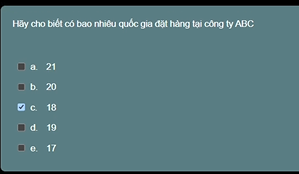 Hãy cho biết có bao nhiêu quốc gia đặt hàng tại công ty ABC
a. 21
b. 20
c. 18
d. 19
e. 17